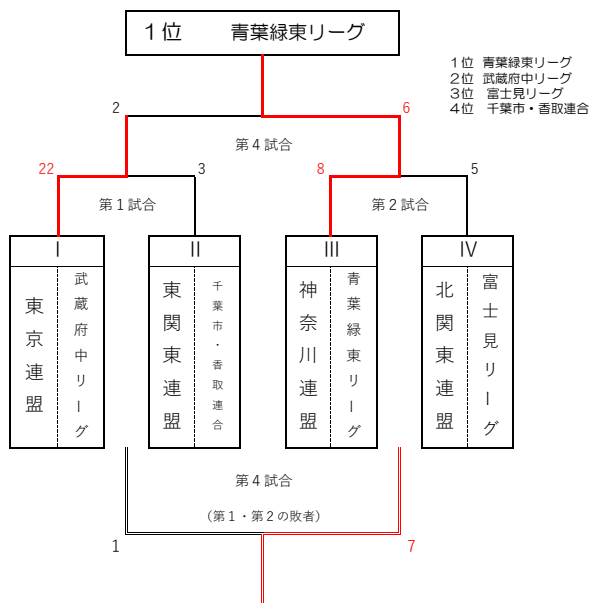 1位 青葉緑東リーグ
1位 青葉緑東リーグ
2位 武蔵府中リーグ
3位 富士見リーグ
4位 千葉市・香取連合
2
6
第4試合
22
3
8
5
第1試合
第2試合
Ⅰ
Ⅱ
Ⅲ
Ⅳ
東京連盟
武蔵府中リーグ
東関東連盟
千葉市・香取連合
神奈川連盟
青葉緑東リーグ
北関東連盟
富士見リーグ
第4試合
(第1・第2の敗者)
1
7